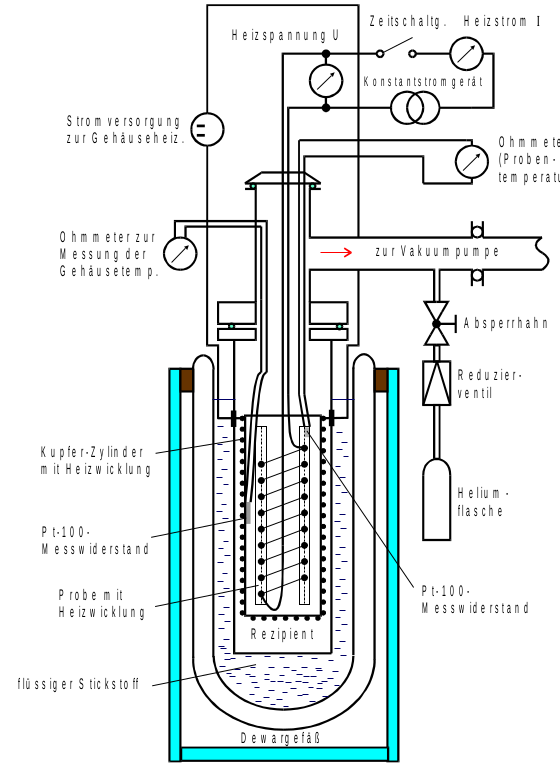 Zeitschaltg. Heizstrom I
Heizspannung U
Konstantstromgerät
Stromversorgung
zur Gehäuseheiz.
Ohmmete
(Proben-
temperatu
Ohmmeter zur
Messung der
Gehäusetemp.
zur Vakuumpumpe
Absperrhahn
Reduzier-
ventil
Kupfer-Zylinder
mit Heizwicklung
Helium-
flasche
Pt-100-
Messwiderstand
Probe mit
Heizwicklung
Pt-100-
Messwiderstand
Rezipient
flüssiger Stickstoff
Dewargefäß